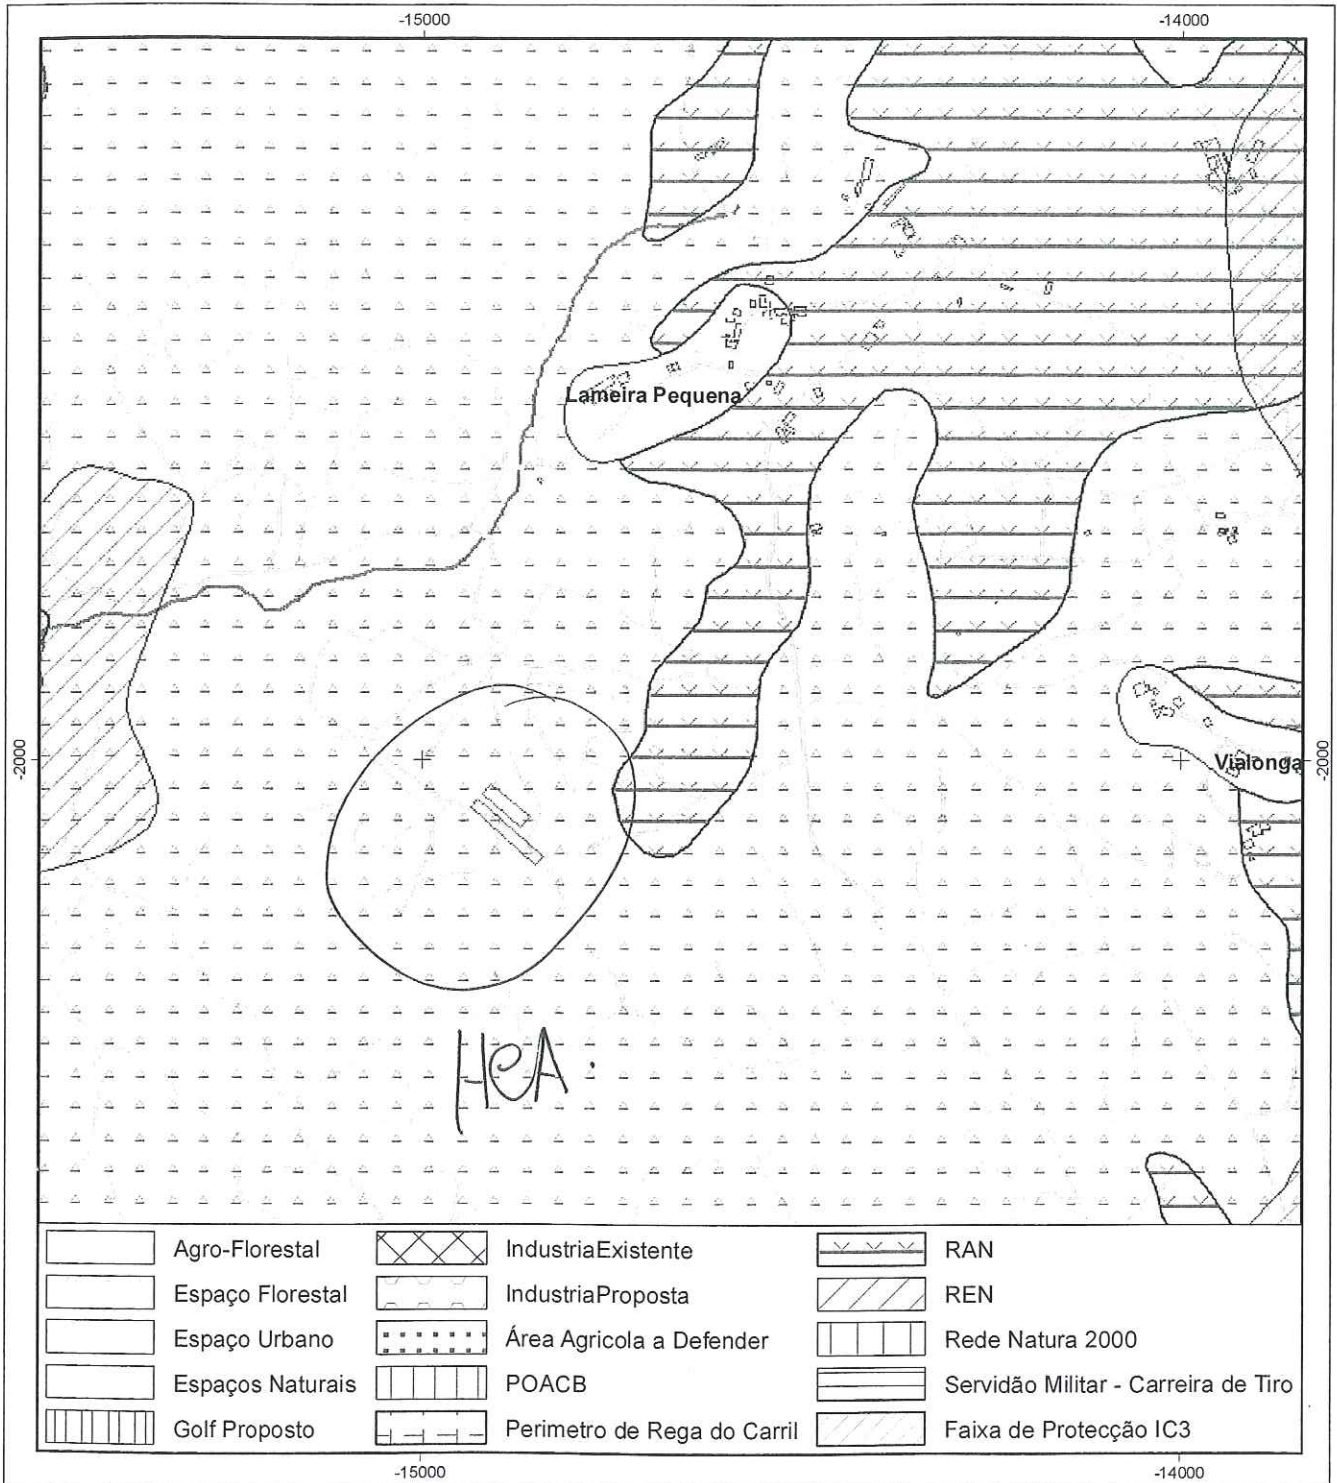 -15000 -14000
Lameira Pequena
-2000 Vialonga -2000
HeA.
Agro-Florestal IndustriaExistente RAN
Espaço Florestal IndustriaProposta REN
Espaço Urbano Área Agricola a Defender Rede Natura 2000
Espaços Naturais POACB Servidão Militar - Carreira de Tiro
Golf Proposto Perimetro de Rega do Carril Faixa de Protecção IC3
-15000 -14000